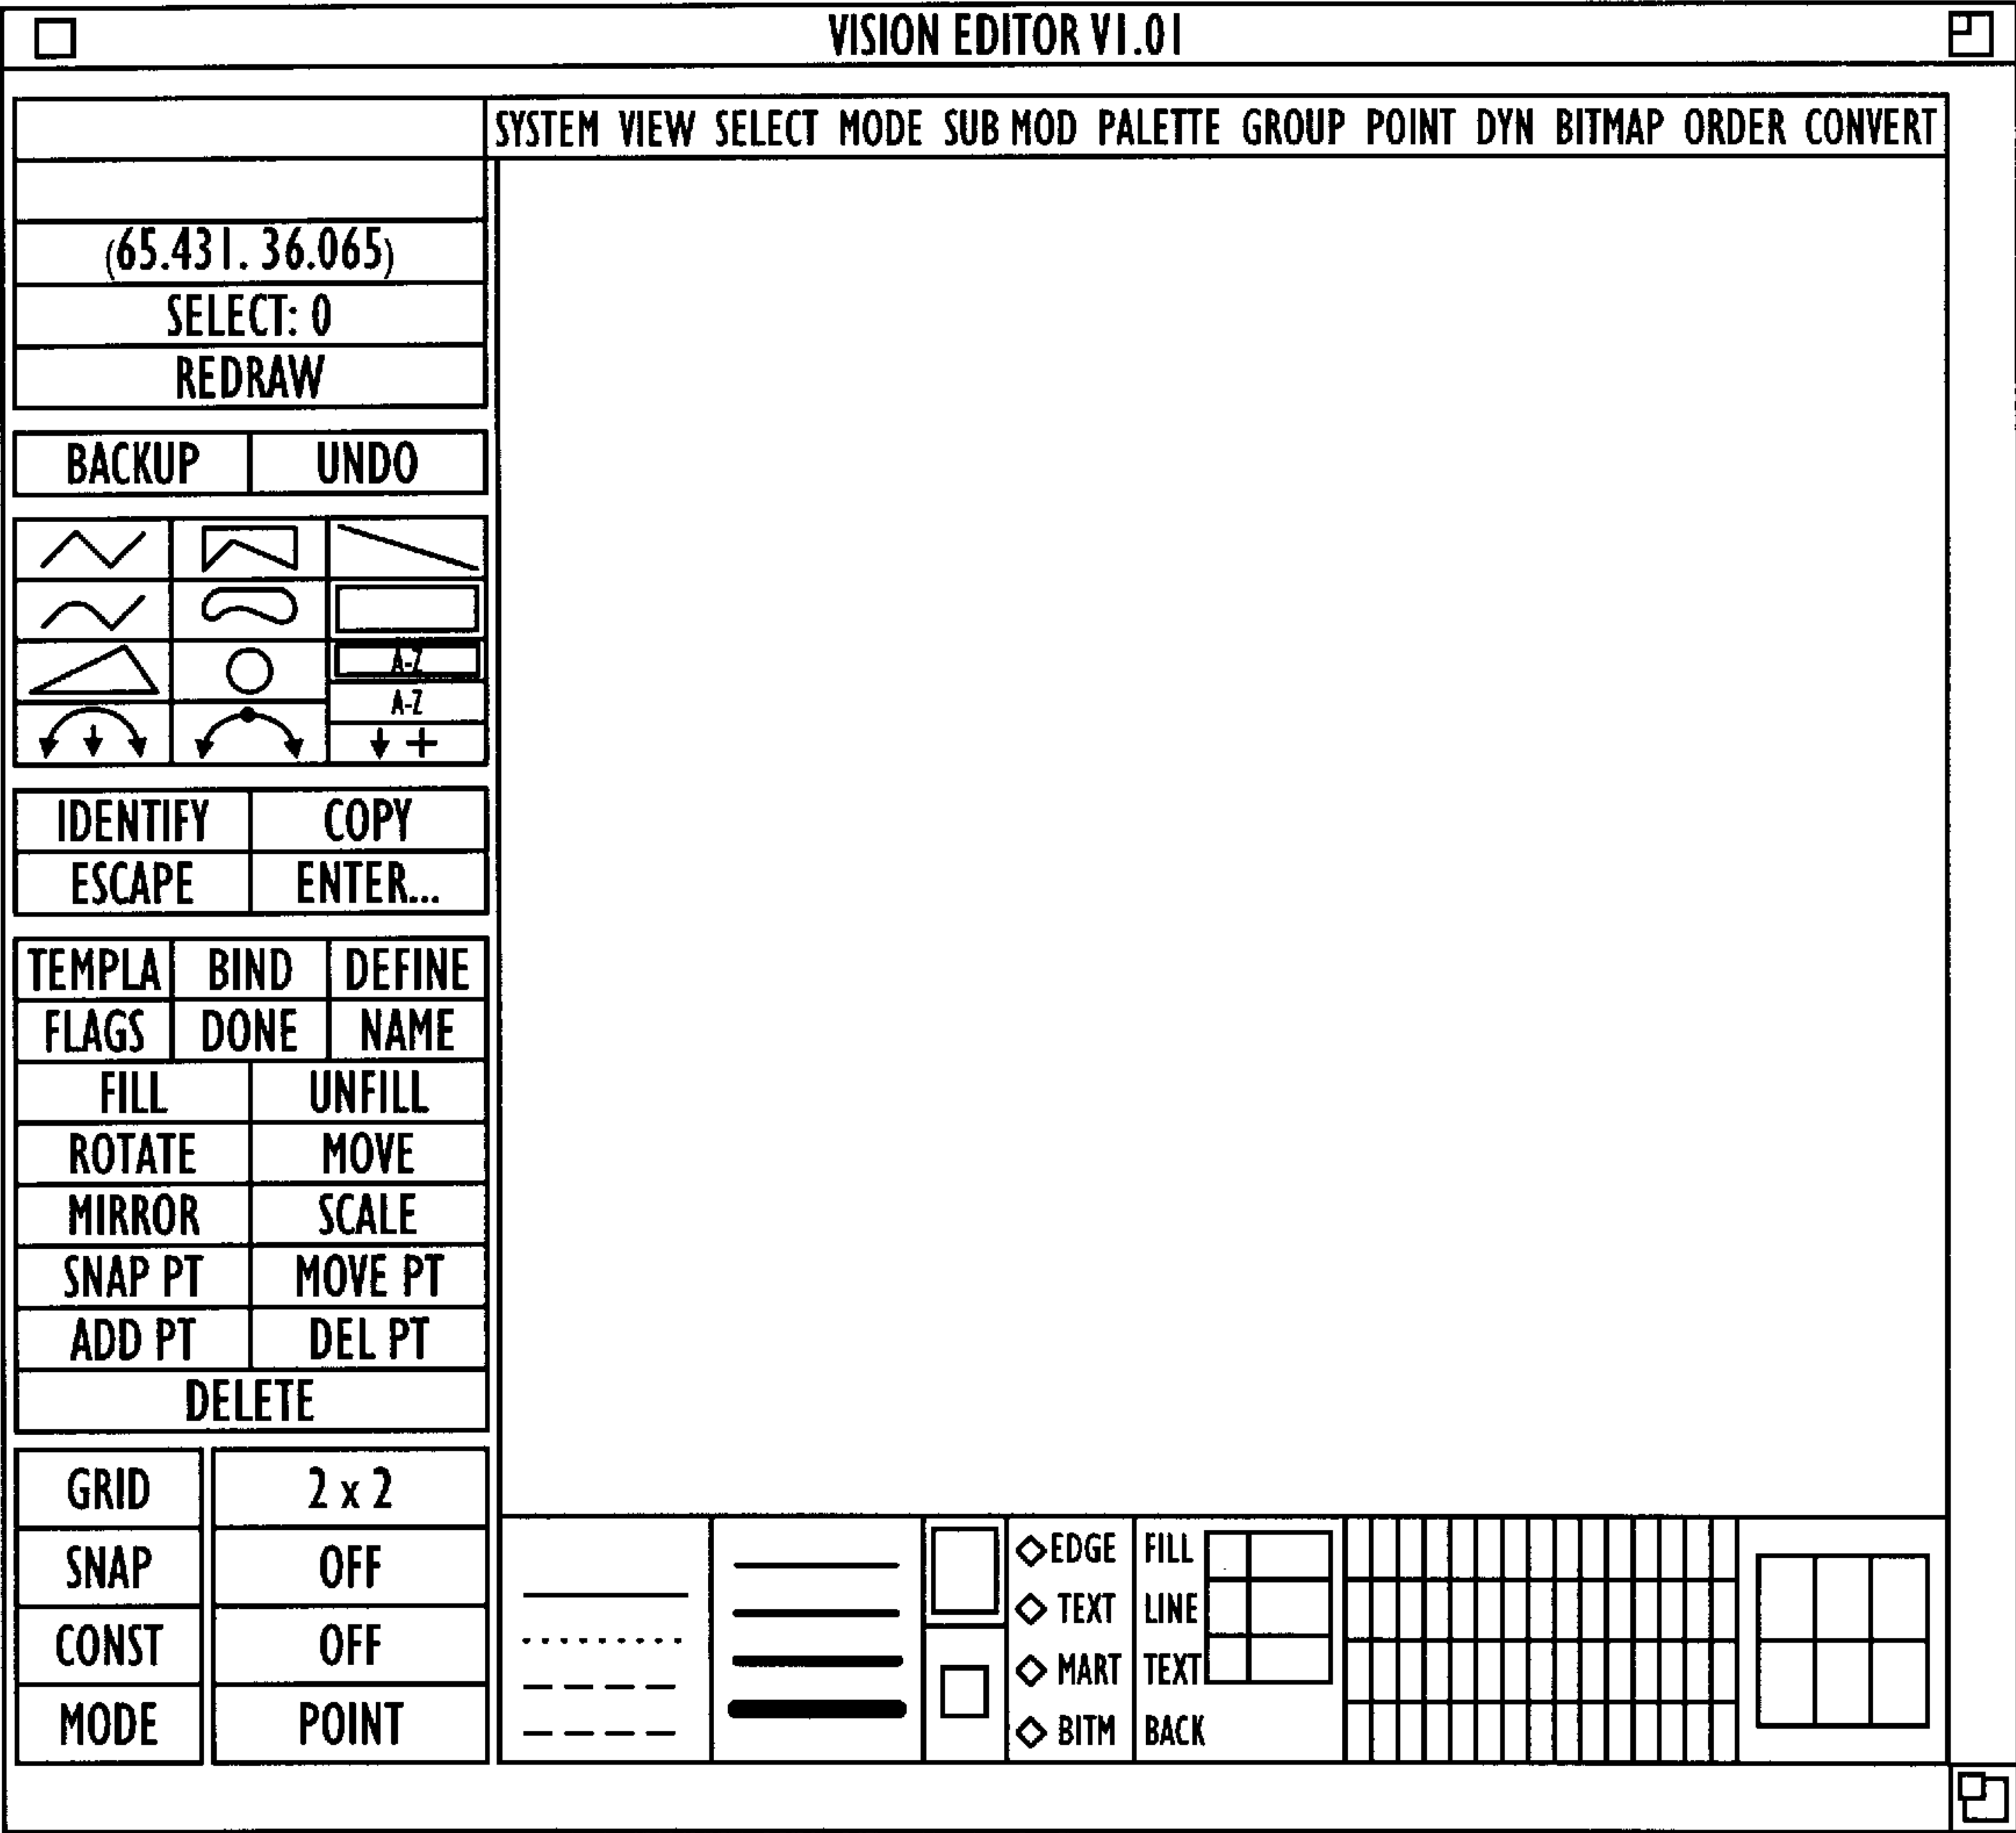 VISION EDITOR V1.01
SYSTEM VIEW SELECT MODE SUB MOD PALETTE GROUP POINT DYN BITMAP ORDER CONVERT
(65.431. 36.065)
SELECT: 0
REDRAW
BACKUP UNDO
A-Z
A-Z
IDENTIFY COPY
ESCAPE ENTER...
TEMPLA BIND DEFINE
FLAGS DONE NAME
FILL UNFILL
ROTATE MOVE
MIRROR SCALE
SNAP PT MOVE PT
ADD PT DEL PT
DELETE
GRID 2 x 2
SNAP OFF
CONST OFF
MODE POINT
EDGE FILL
TEXT LINE
MART TEXT
BITM BACK